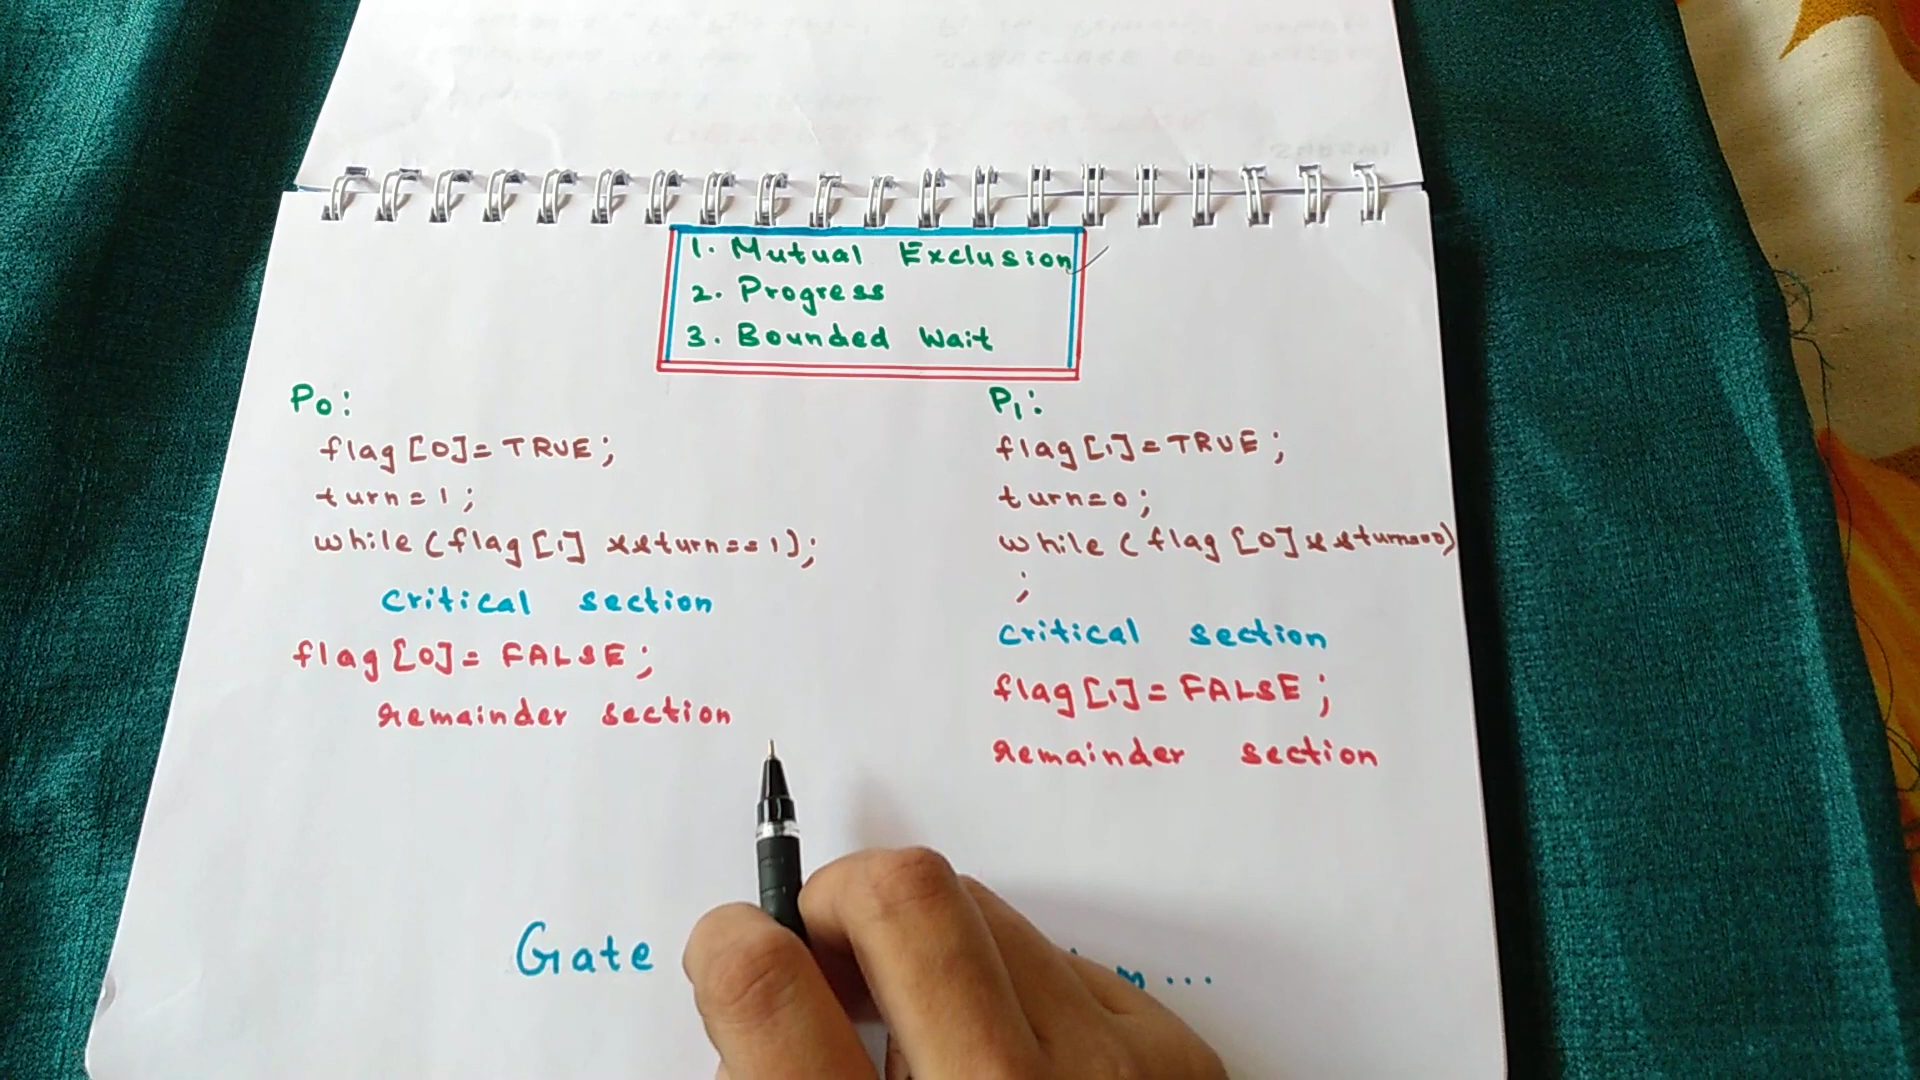 1. Mutual Exclusion
2. Progress
3. Bounded Wait
P0:
flag[0]=TRUE;
turn=1;
while(flag[1] &&turn==1);
critical section
flag[0]=FALSE;
remainder section
P1:
flag[1]=TRUE;
turn=0;
while(flag[0]&&turn==0)
;
critical section
flag[1]=FALSE;
remainder section
Gate